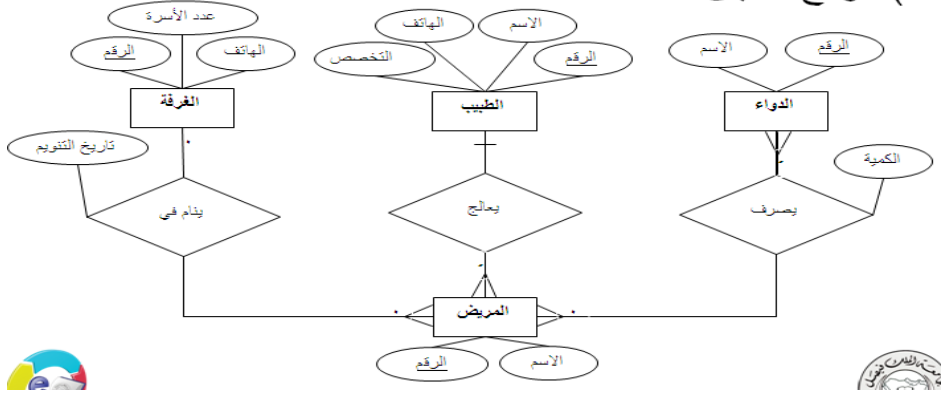 عدد الأسرة
الرقم
الهاتف
الغرفة
الهاتف
الاسم
التخصص
الرقم
الطبيب
الاسم
الرقم
الدواء
تاريخ التنويم
الكمية
ينام في
يعالج
يصرف
المريض
الرقم
الاسم